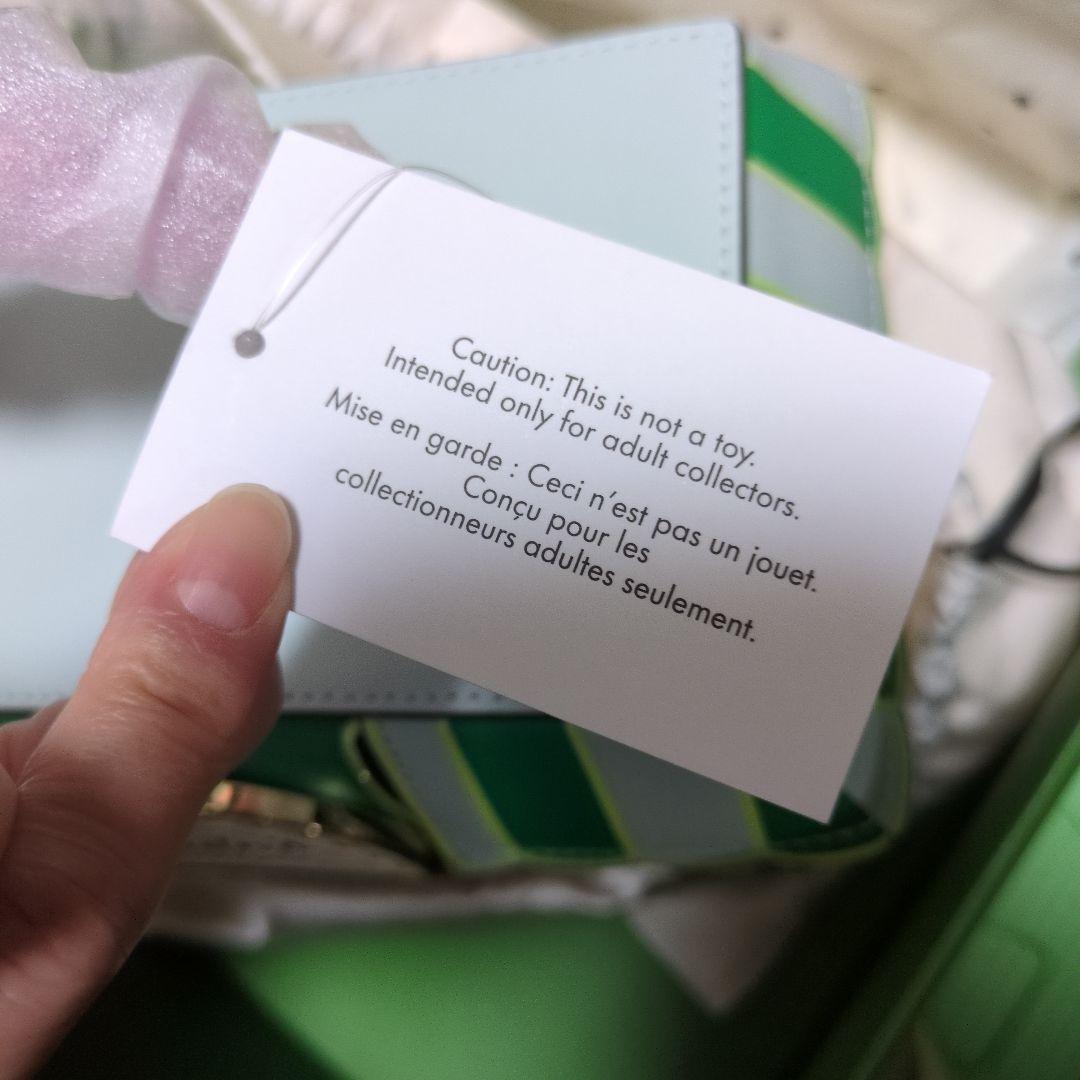 Caution: This is not a toy.
Intended only for adult collectors.
Mise en garde : Ceci n’est pas un jouet.
Conçu pour les
collectionneurs adultes seulement.